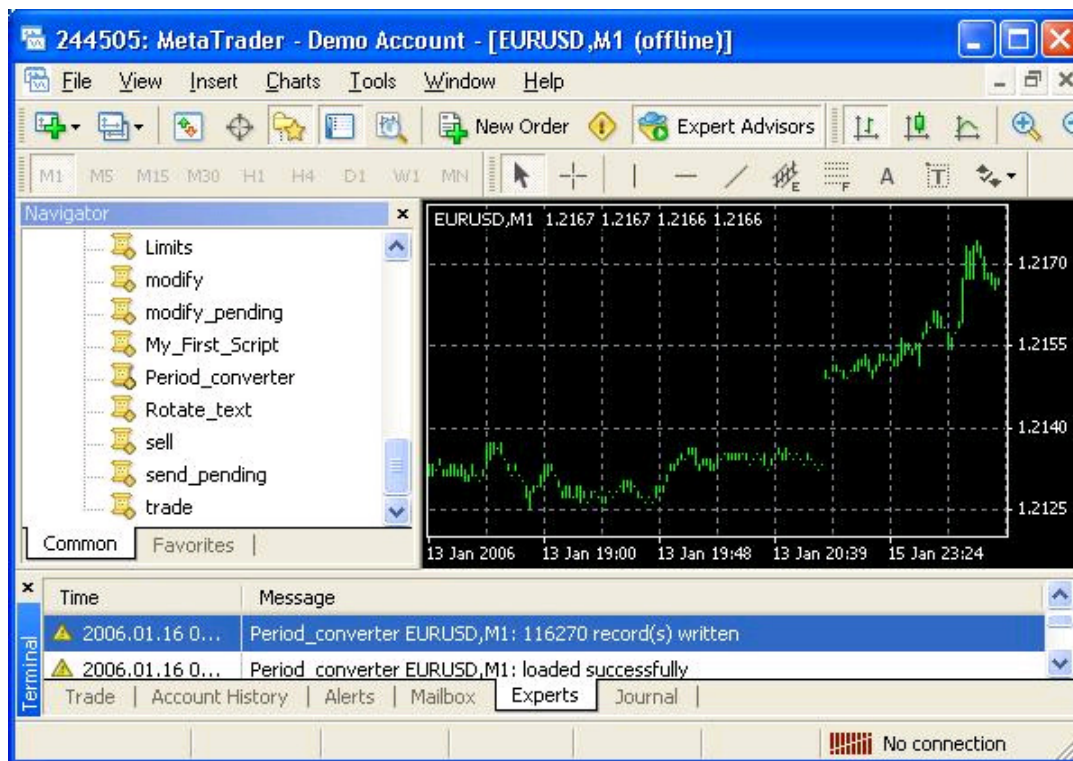 244505: MetaTrader - Demo Account - [EURUSD,M1 (offline)]
File View Insert Charts Tools Window Help
New Order Expert Advisors
M1 M5 M15 M30 H1 H4 D1 W1 MN E F A T
Navigator
Limits
modify
modify_pending
My_First_Script
Period_converter
Rotate_text
sell
send_pending
trade
Common Favorites
EURUSD,M1 1.2167 1.2167 1.2166 1.2166
1.2170
1.2155
1.2140
1.2125
13 Jan 2006 13 Jan 19:00 13 Jan 19:48 13 Jan 20:39 15 Jan 23:24
Terminal
Time Message
2006.01.16 0... Period_converter EURUSD,M1: 116270 record(s) written
2006.01.16 0... Period_converter EURUSD,M1: loaded successfully
Trade Account History Alerts Mailbox Experts Journal
No connection